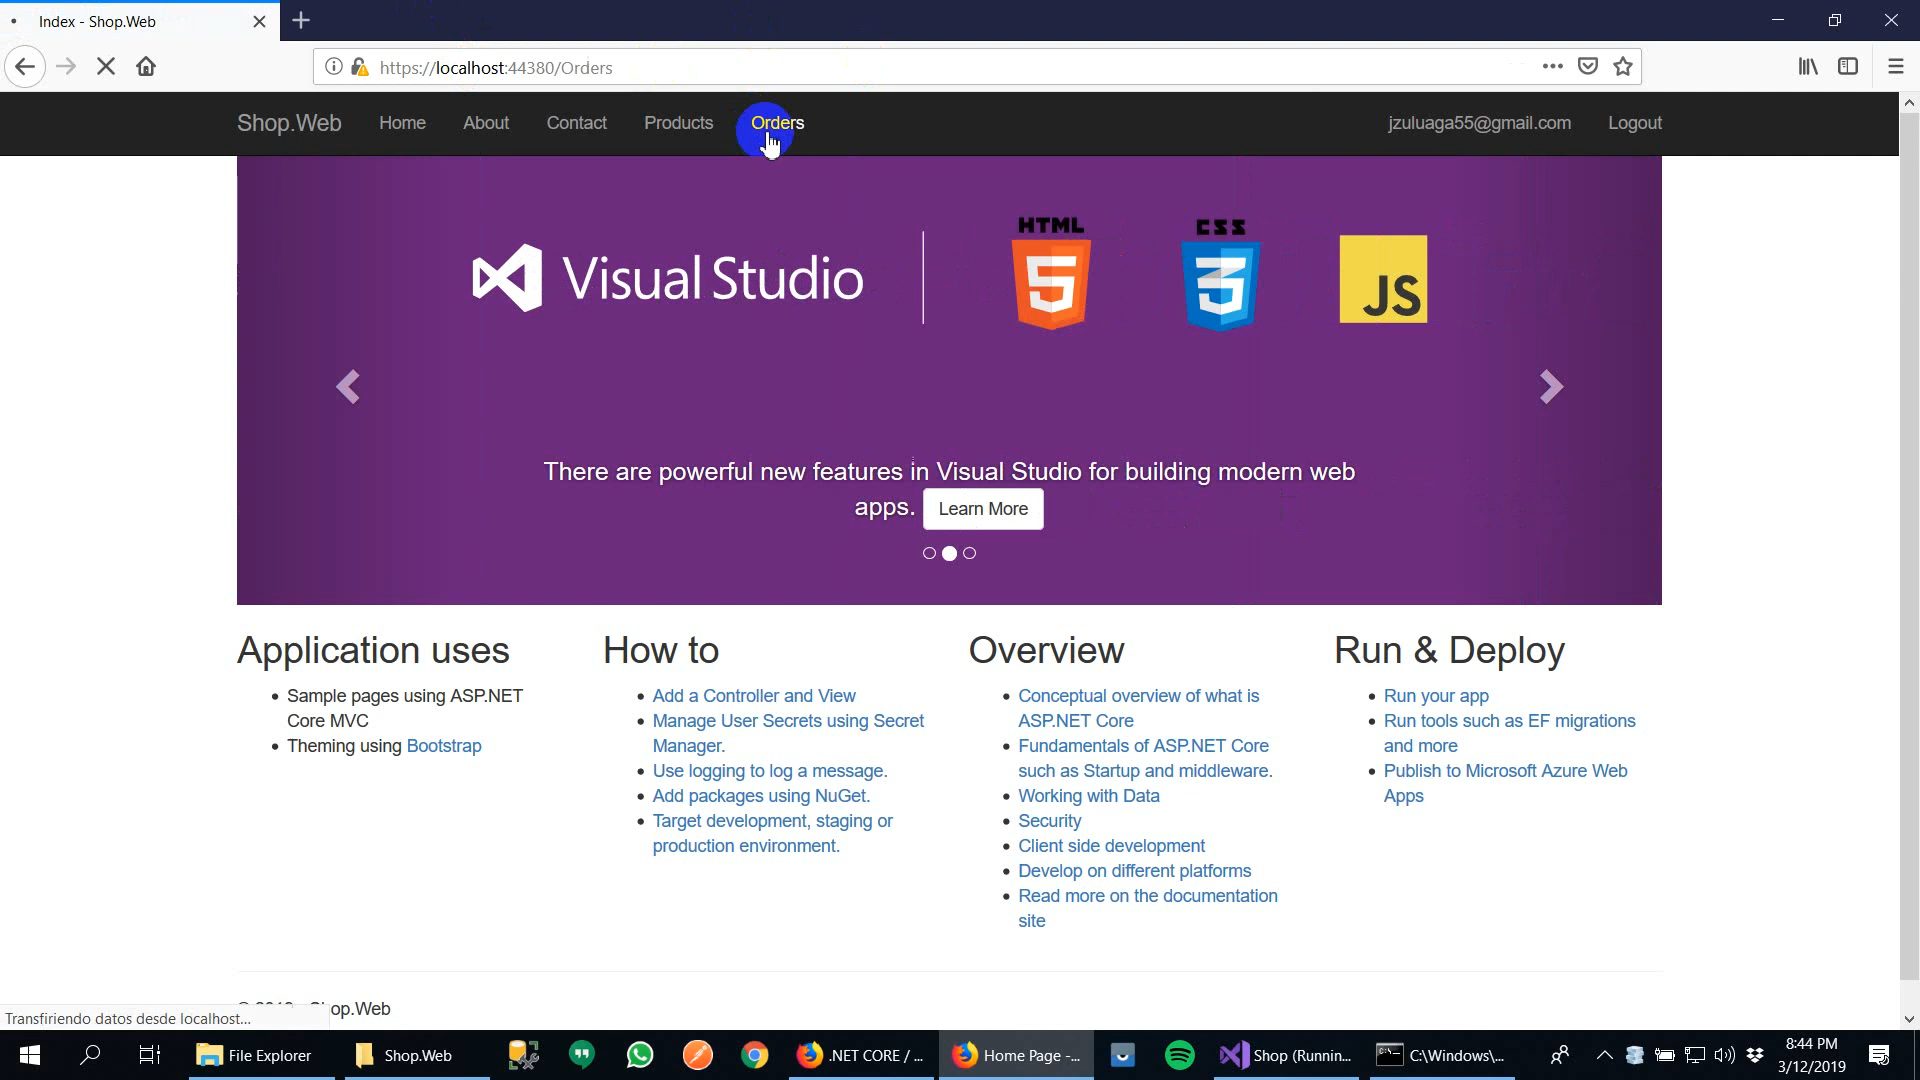 Index - Shop.Web
https://localhost:44380/Orders
Shop.Web Home About Contact Products Orders jzuluaga55@gmail.com Logout
Visual Studio HTML 5 CSS 3 JS
There are powerful new features in Visual Studio for building modern web
apps. Learn More
Application uses
Sample pages using ASP.NET
Core MVC
Theming using Bootstrap
How to
Add a Controller and View
Manage User Secrets using Secret
Manager.
Use logging to log a message.
Add packages using NuGet.
Target development, staging or
production environment.
Overview
Conceptual overview of what is
ASP.NET Core
Fundamentals of ASP.NET Core
such as Startup and middleware.
Working with Data
Security
Client side development
Develop on different platforms
Read more on the documentation
site
Run & Deploy
Run your app
Run tools such as EF migrations
and more
Publish to Microsoft Azure Web
Apps
op.Web
Transfiriendo datos desde localhost...
File Explorer Shop.Web .NET CORE / ... Home Page -... Shop (Runnin... C:\Windows\...
8:44 PM
3/12/2019